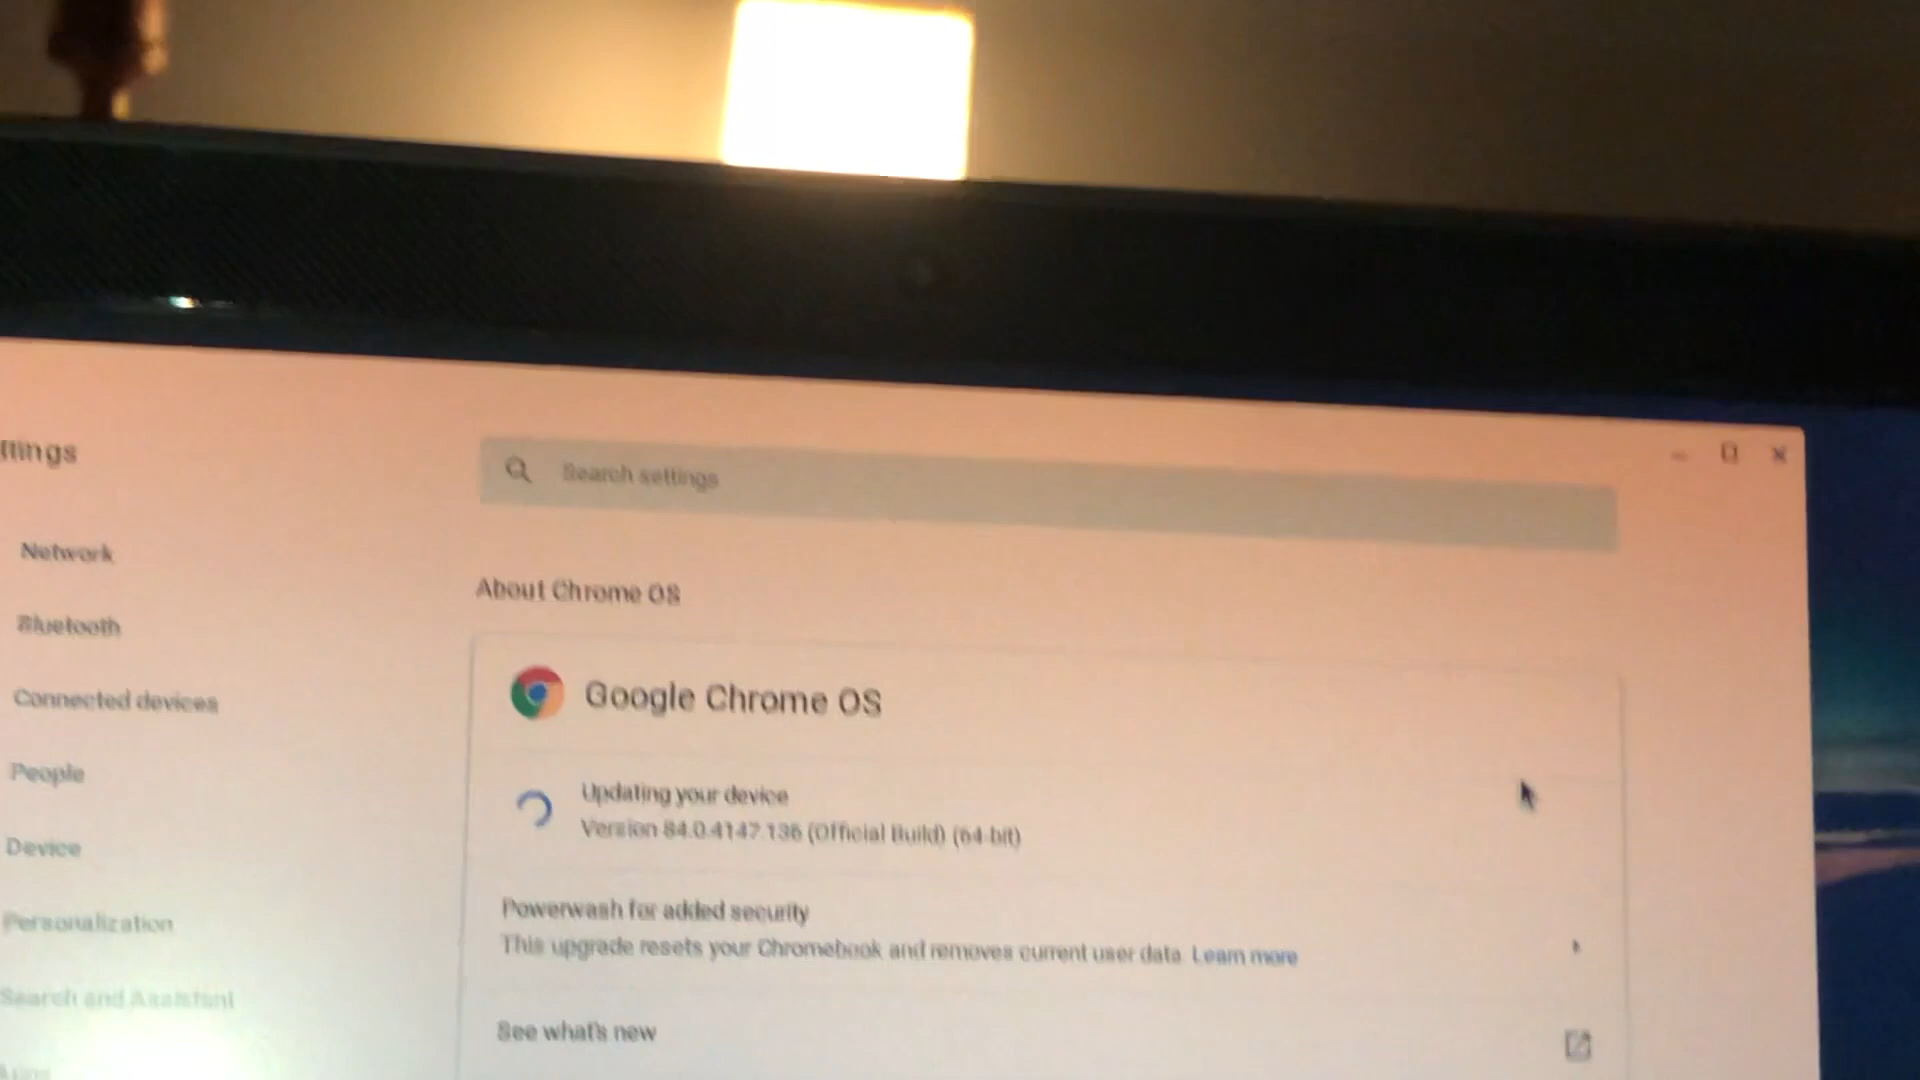 ttings
Search settings
Network
About Chrome OS
Bluetooth
Google Chrome OS
Connected devices
People
Updating your device
Version 84.0.4147.136 (Official Build) (64-bit)
Device
Powerwash for added security
Personalization
This upgrade resets your Chromebook and removes current user data. Learn more
Search and Assistant
See what's new